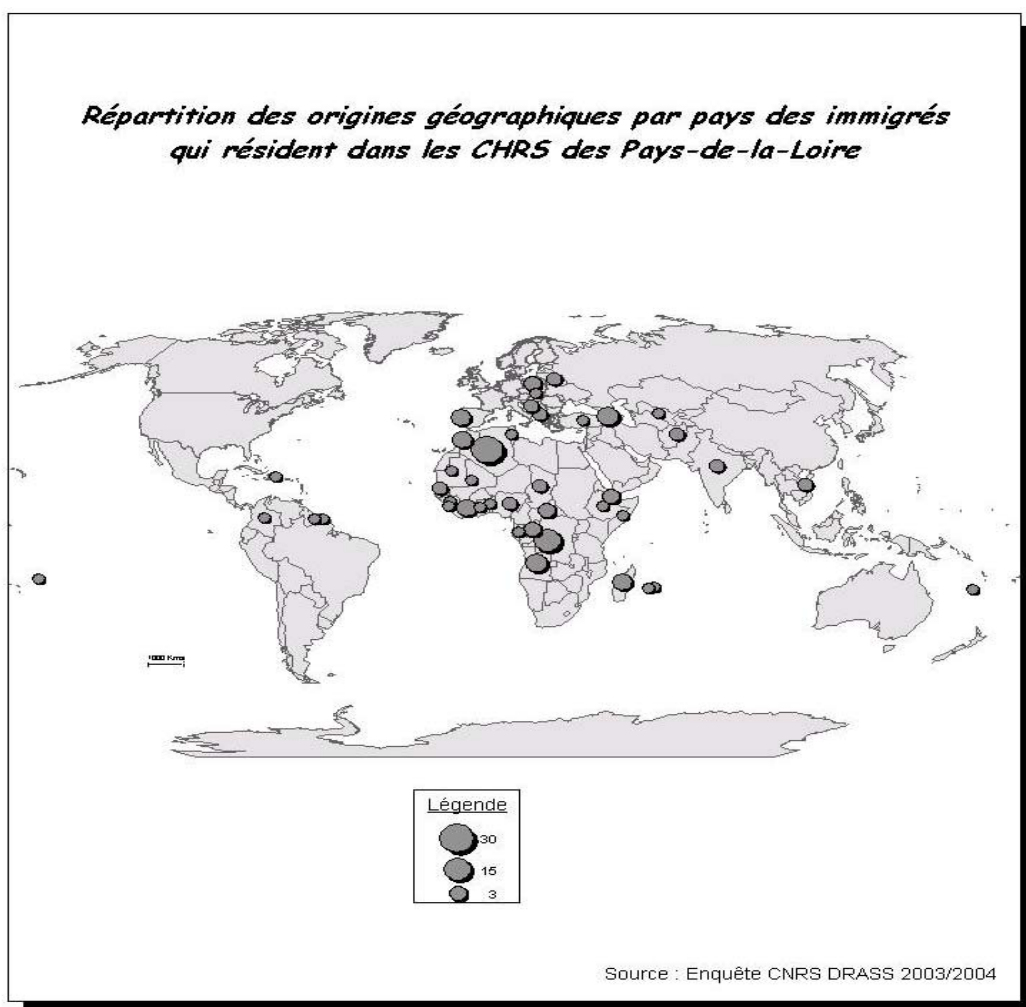 Répartition des origines géographiques par pays des immigrés
qui résident dans les CHRS des Pays-de-la-Loire
1000 Kms
Légende
30
15
3
Source : Enquête CNRS DRASS 2003/2004